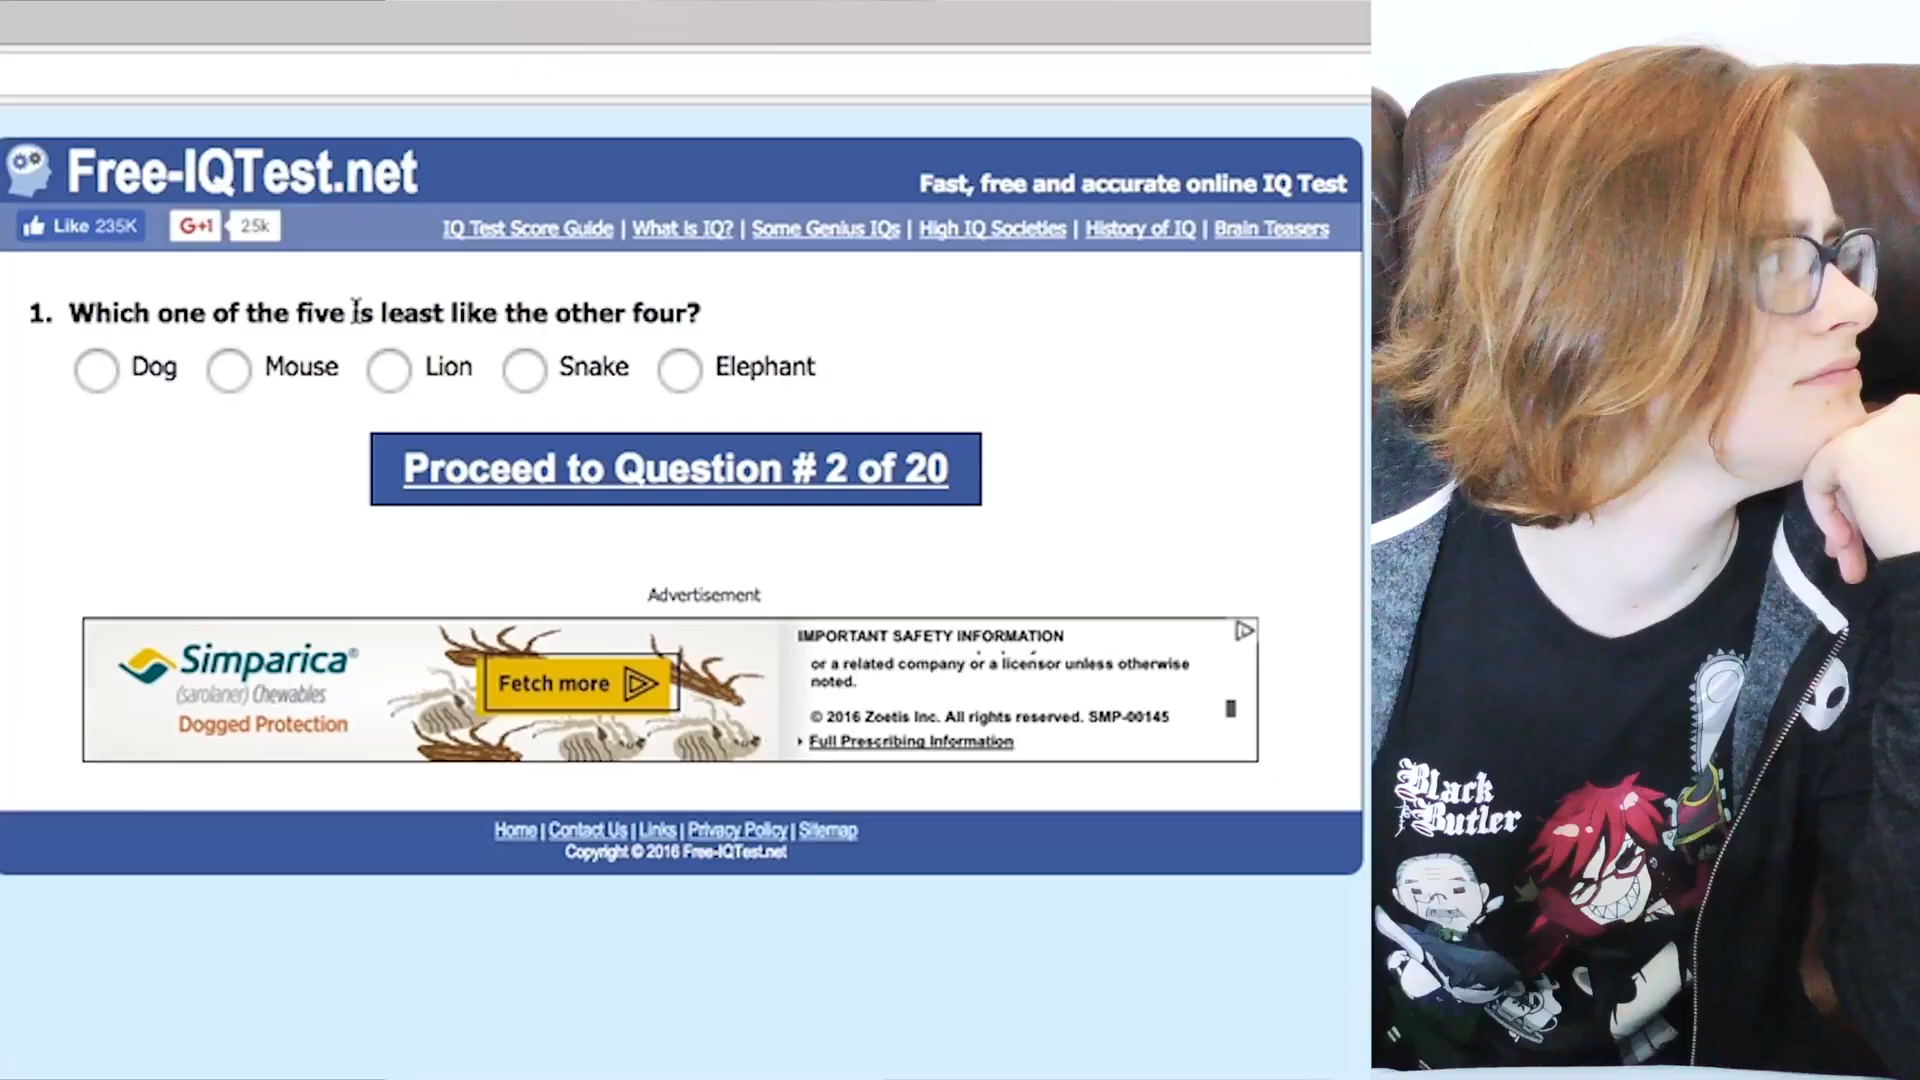 Free-IQTest.net
Fast, free and accurate online IQ Test
Like 235K
G+1 25k
IQ Test Score Guide | What Is IQ? | Some Genius IQs | High IQ Societies | History of IQ | Brain Teasers
1. Which one of the five is least like the other four?
Dog Mouse Lion Snake Elephant
Proceed to Question # 2 of 20
Advertisement
Simparica®
(sarolaner) Chewables
Dogged Protection
Fetch more
IMPORTANT SAFETY INFORMATION
or a related company or a licensor unless otherwise
noted.
© 2016 Zoetis Inc. All rights reserved. SMP-00145
Full Prescribing Information
Home | Contact Us | Links | Privacy Policy | Sitemap
Copyright © 2016 Free-IQTest.net
Black
Butler